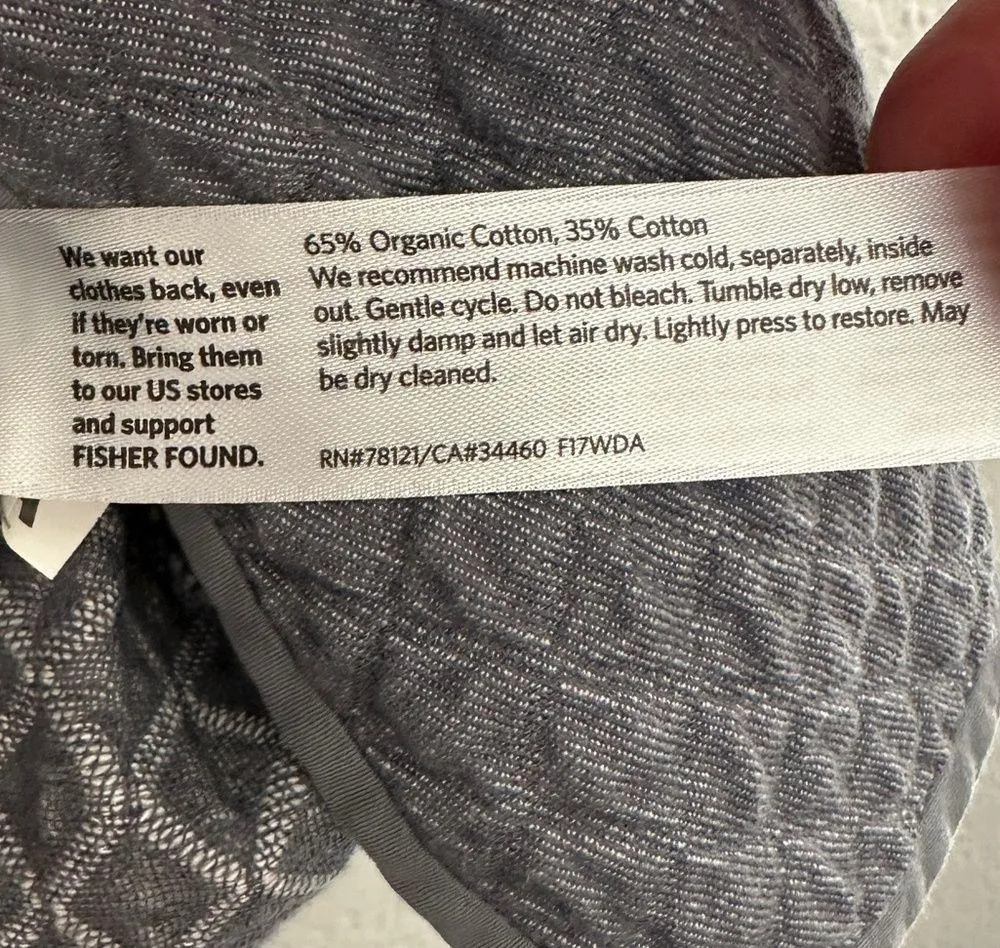 We want our
clothes back, even
if they're worn or
torn. Bring them
to our US stores
and support
FISHER FOUND.
65% Organic Cotton, 35% Cotton
We recommend machine wash cold, separately, inside
out. Gentle cycle. Do not bleach. Tumble dry low, remove
slightly damp and let air dry. Lightly press to restore. May
be dry cleaned.
RN#78121/CA#34460 F17WDA